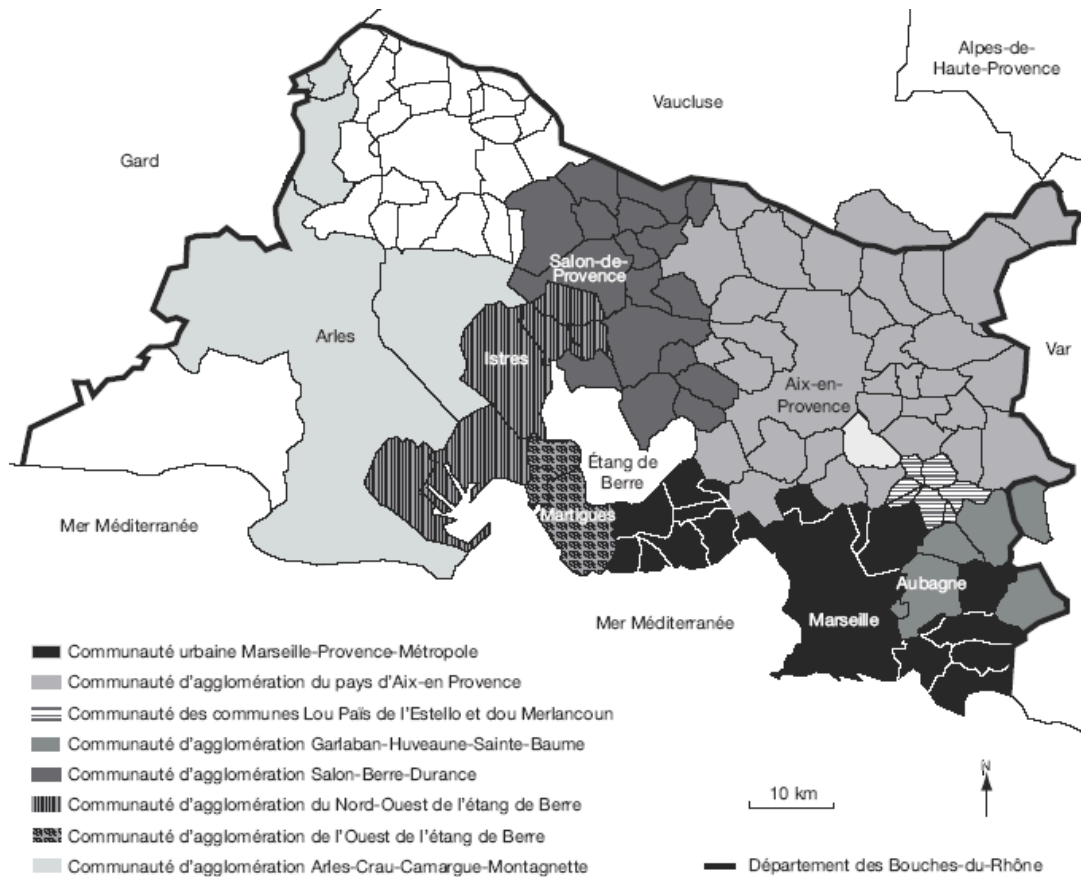 Alpes-de-
Haute-Provence
Vaucluse
Gard
Salon-de-
Provence
Arles
Istres
Var
Aix-en-
Provence
Étang de
Berre
Martigues
Mer Méditerranée
Aubagne
Mer Méditerranée
Marseille
Communauté urbaine Marseille-Provence-Métropole
Communauté d'agglomération du pays d'Aix-en Provence
Communauté des communes Lou Païs de l'Estello et dou Merlancoun
Communauté d'agglomération Garlaban-Huveaune-Sainte-Baume
Communauté d'agglomération Salon-Berre-Durance
Communauté d'agglomération du Nord-Ouest de l'étang de Berre
Communauté d'agglomération de l'Ouest de l'étang de Berre
Communauté d'agglomération Arles-Crau-Camargue-Montagnette
10 km
N
Département des Bouches-du-Rhône